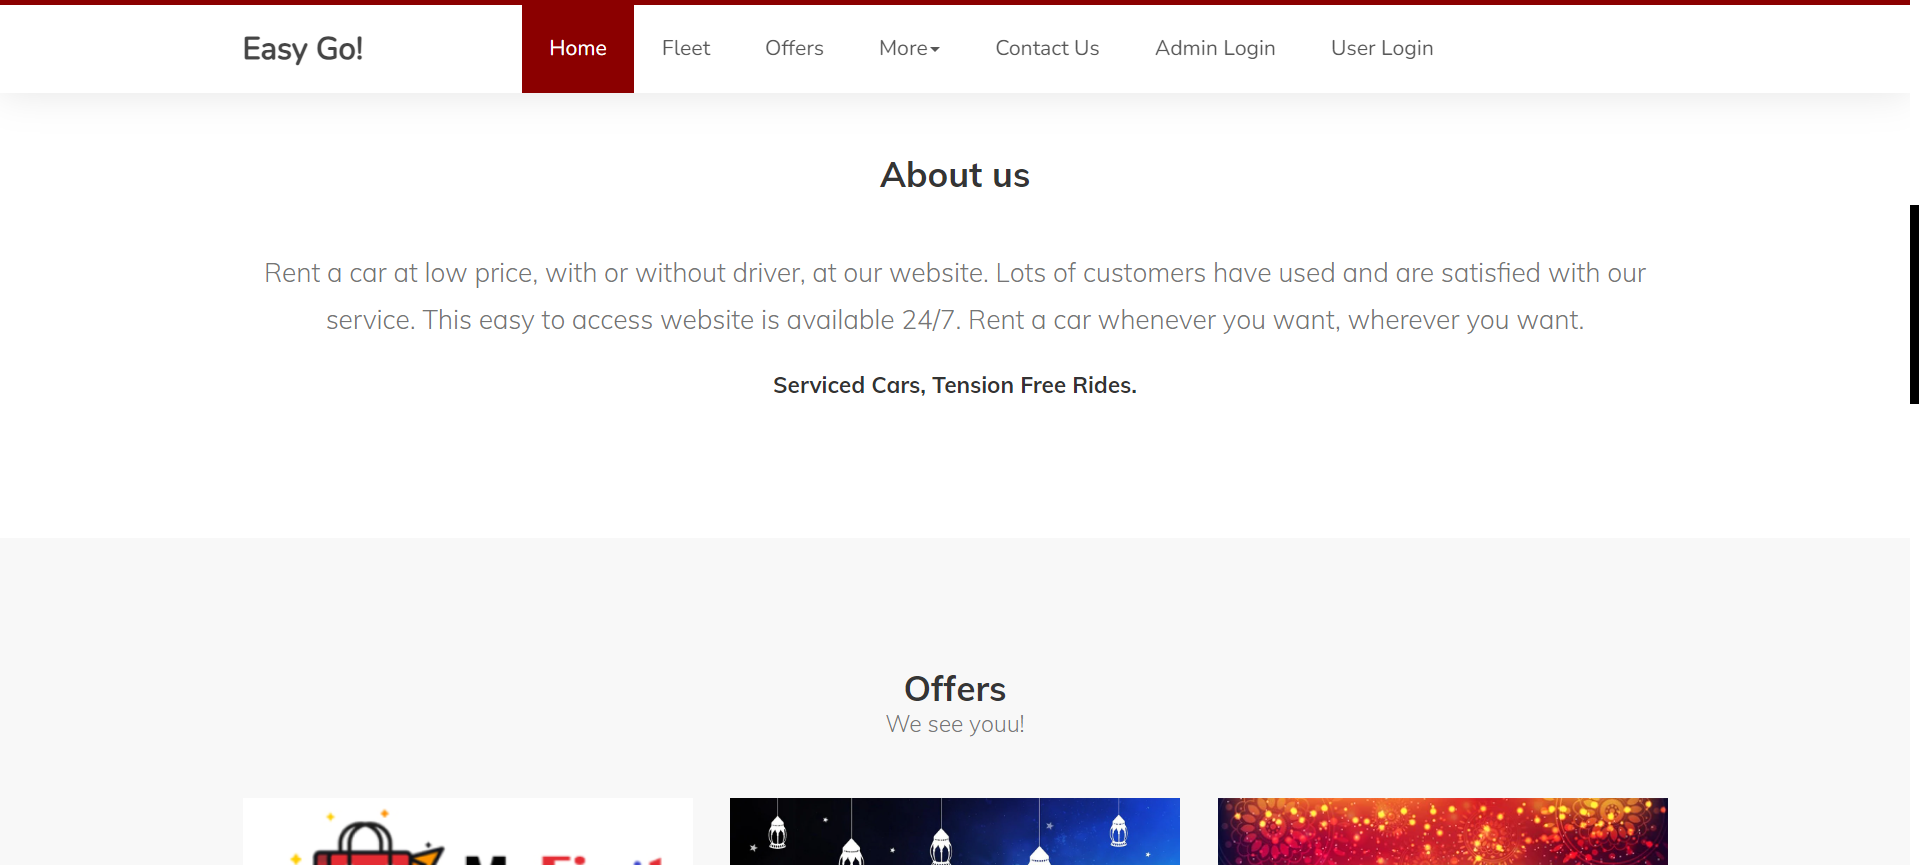 Easy Go!
Home Fleet Offers More Contact Us Admin Login User Login
About us
Rent a car at low price, with or without driver, at our website. Lots of customers have used and are satisfied with our
service. This easy to access website is available 24/7. Rent a car whenever you want, wherever you want.
Serviced Cars, Tension Free Rides.
Offers
We see youu!